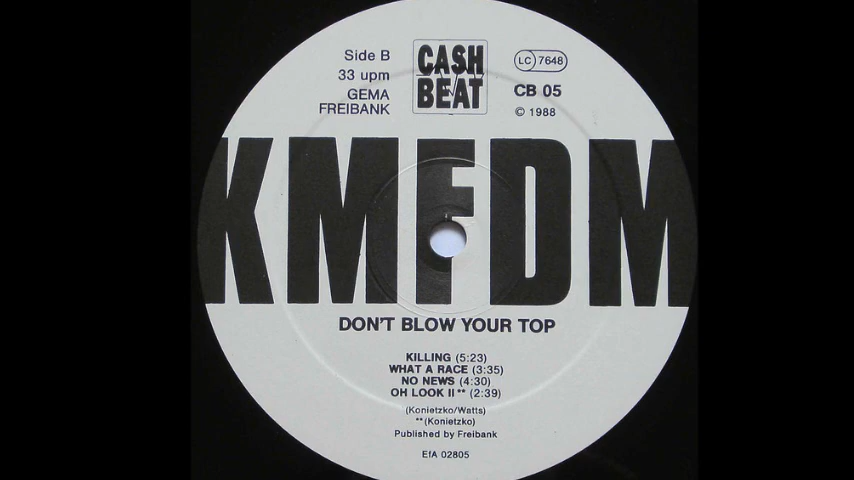 Side B
33 upm
GEMA
FREIBANK
CASH
BEAT
LC 7648
CB 05
© 1988
KMFDM
DON'T BLOW YOUR TOP
KILLING (5:23)
WHAT A RACE (3:35)
NO NEWS (4:30)
OH LOOK II** (2:39)
(Konietzko/Watts)
**(Konietzko)
Published by Freibank
EfA 02805